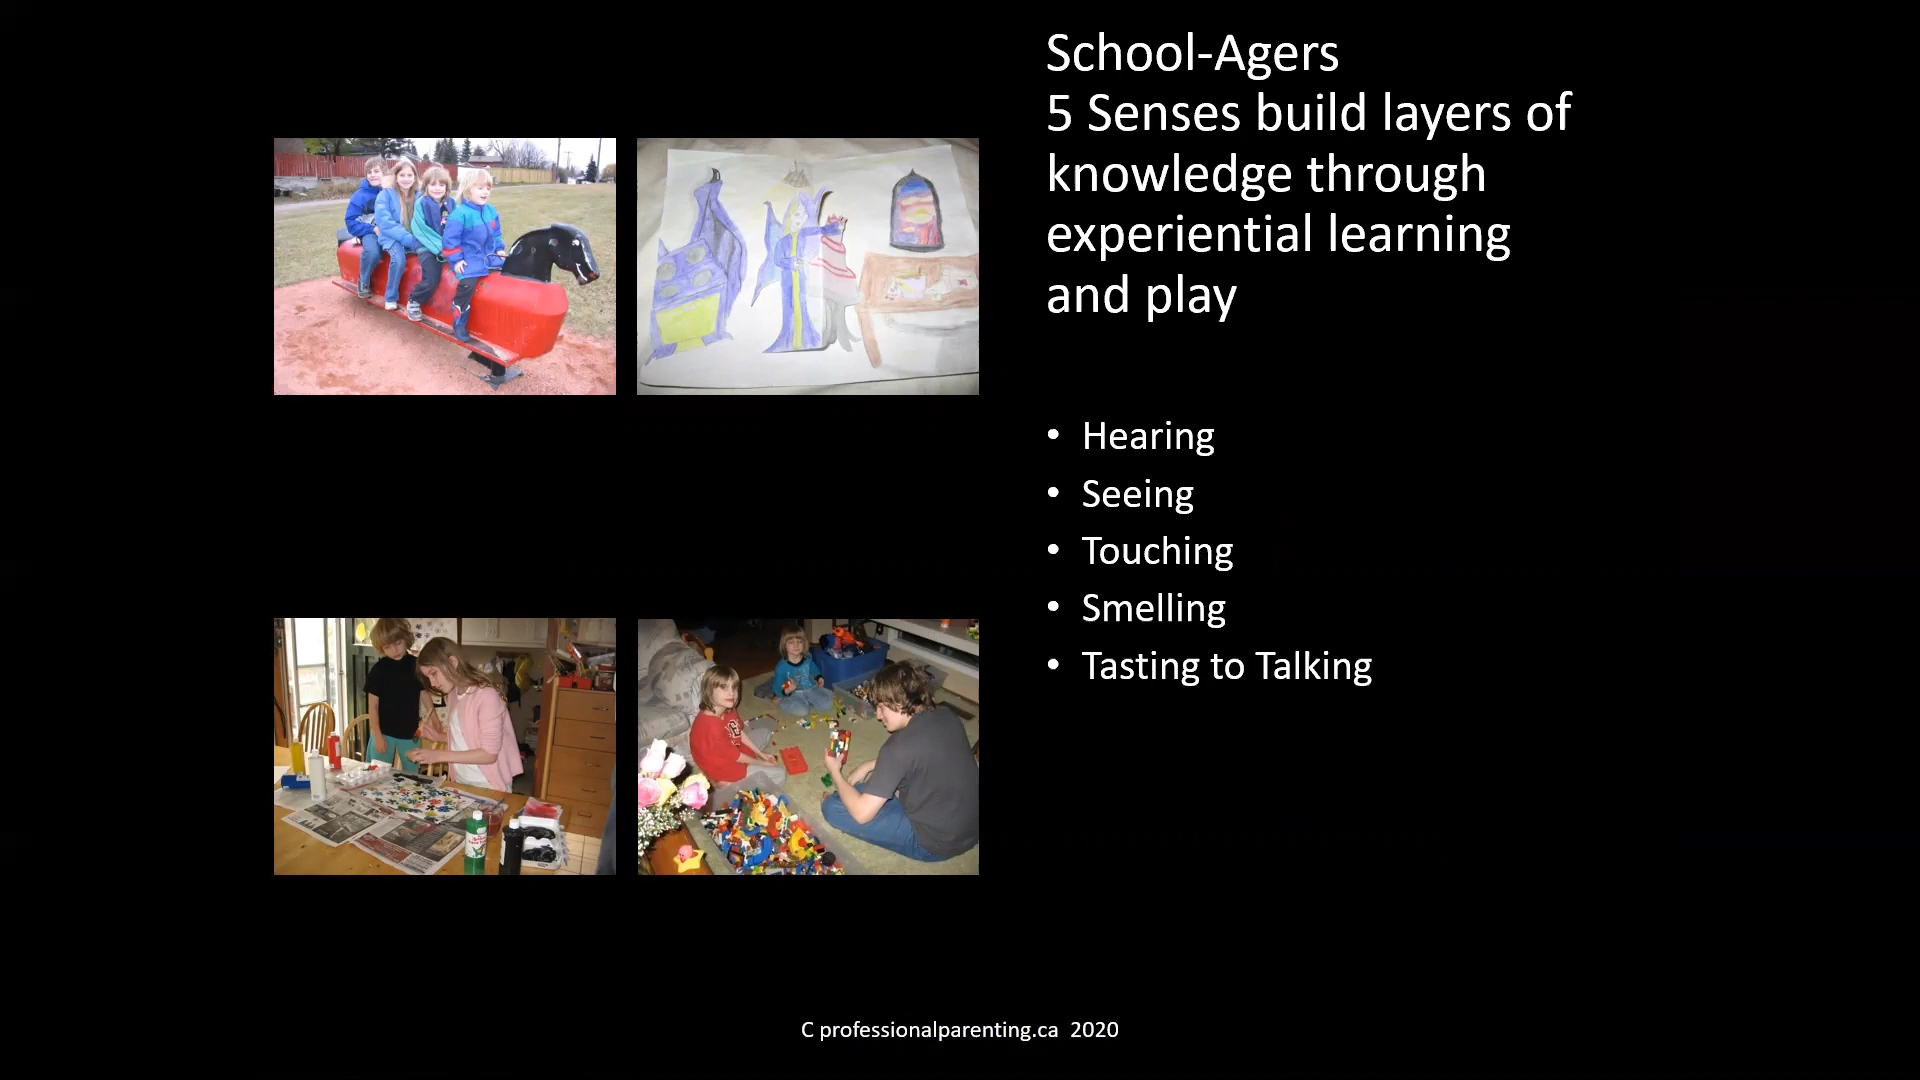 School-Agers
5 Senses build layers of
knowledge through
experiential learning
and play
• Hearing
• Seeing
• Touching
• Smelling
• Tasting to Talking
C professionalparenting.ca  2020